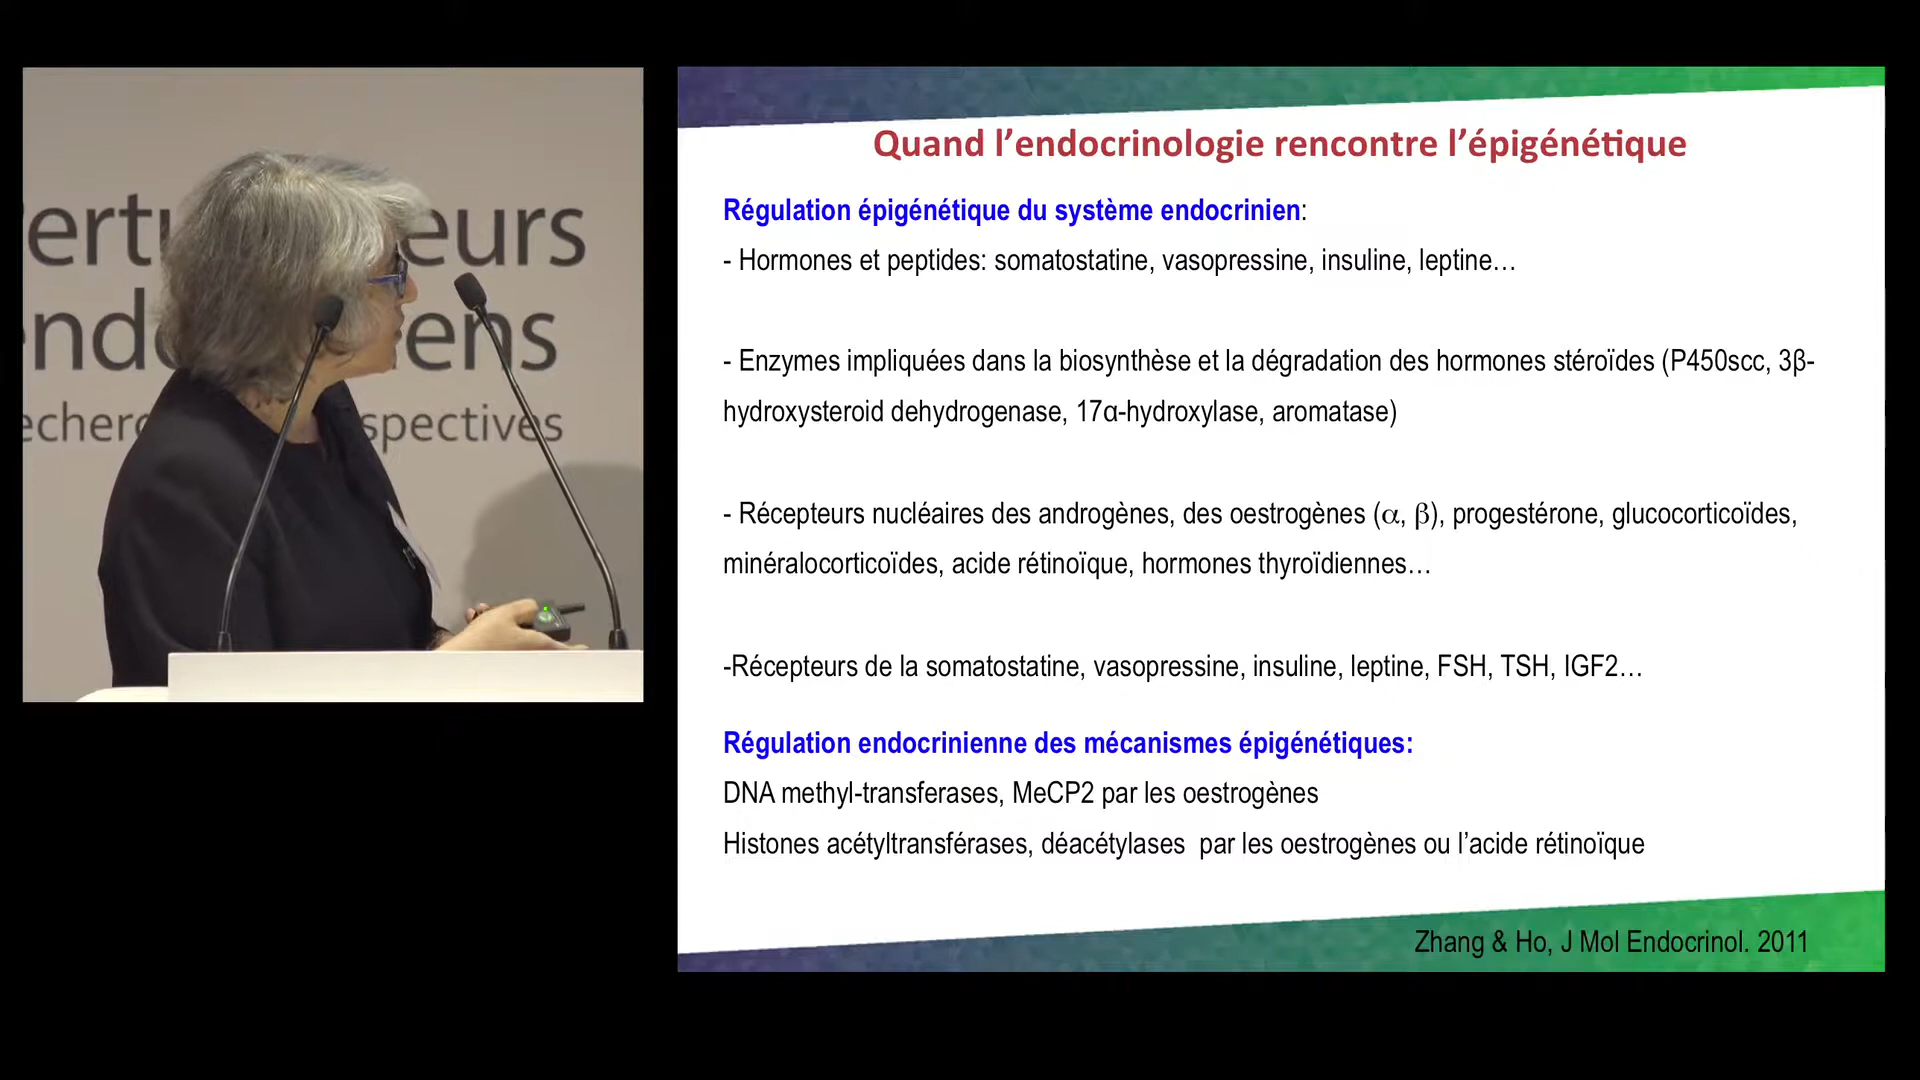 eurs
ens
spectives
Quand l’endocrinologie rencontre l’épigénétique
Régulation épigénétique du système endocrinien:
- Hormones et peptides: somatostatine, vasopressine, insuline, leptine…
- Enzymes impliquées dans la biosynthèse et la dégradation des hormones stéroïdes (P450scc, 3β-
hydroxysteroid dehydrogenase, 17α-hydroxylase, aromatase)
- Récepteurs nucléaires des androgènes, des oestrogènes (α, β), progestérone, glucocorticoïdes,
minéralocorticoïdes, acide rétinoïque, hormones thyroïdiennes…
-Récepteurs de la somatostatine, vasopressine, insuline, leptine, FSH, TSH, IGF2…
Régulation endocrinienne des mécanismes épigénétiques:
DNA methyl-transferases, MeCP2 par les oestrogènes
Histones acétyltransférases, déacétylases  par les oestrogènes ou l’acide rétinoïque
Zhang & Ho, J Mol Endocrinol. 2011